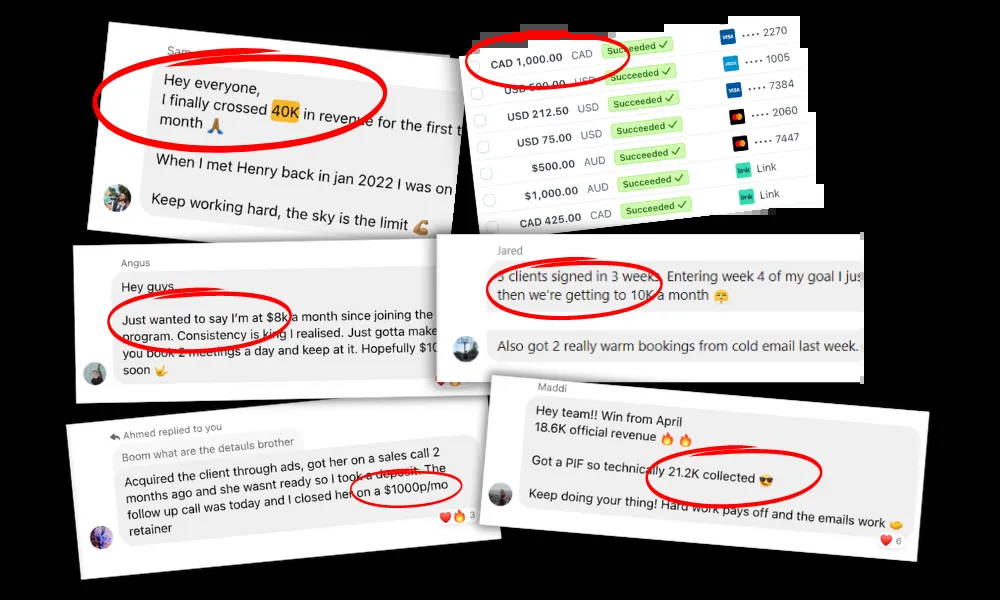 Sam
Hey everyone,
I finally crossed 40K in revenue for the first t
month 🙏
When I met Henry back in jan 2022 I was on
Keep working hard, the sky is the limit 💪
CAD 1,000.00 CAD Succeeded ✓ VISA •••• 2270
USD 500.00 USD Succeeded ✓ •••• 1005
USD 212.50 USD Succeeded ✓ VISA •••• 7384
USD 75.00 USD Succeeded ✓ •••• 2060
$500.00 AUD Succeeded ✓ •••• 7447
$1,000.00 AUD Succeeded ✓ link Link
CAD 425.00 CAD Succeeded ✓ link Link
Angus
Hey guys
Just wanted to say I'm at $8k a month since joining the
program. Consistency is king I realised. Just gotta make
you book 2 meetings a day and keep at it. Hopefully $10
soon 🤟
Jared
3 clients signed in 3 weeks. Entering week 4 of my goal I jus
then we're getting to 10K a month 😤
Also got 2 really warm bookings from cold email last week.
Ahmed replied to you
Boom what are the detauls brother
Acquired the client through ads, got her on a sales call 2
months ago and she wasnt ready so I took a deposit. The
follow up call was today and I closed her on a $1000p/mo
retainer
❤️🔥 3
Maddi
Hey team!! Win from April
18.6K official revenue 🔥 🔥
Got a PIF so technically 21.2K collected 😎
Keep doing your thing! Hard work pays off and the emails work 🤝
❤️ 6